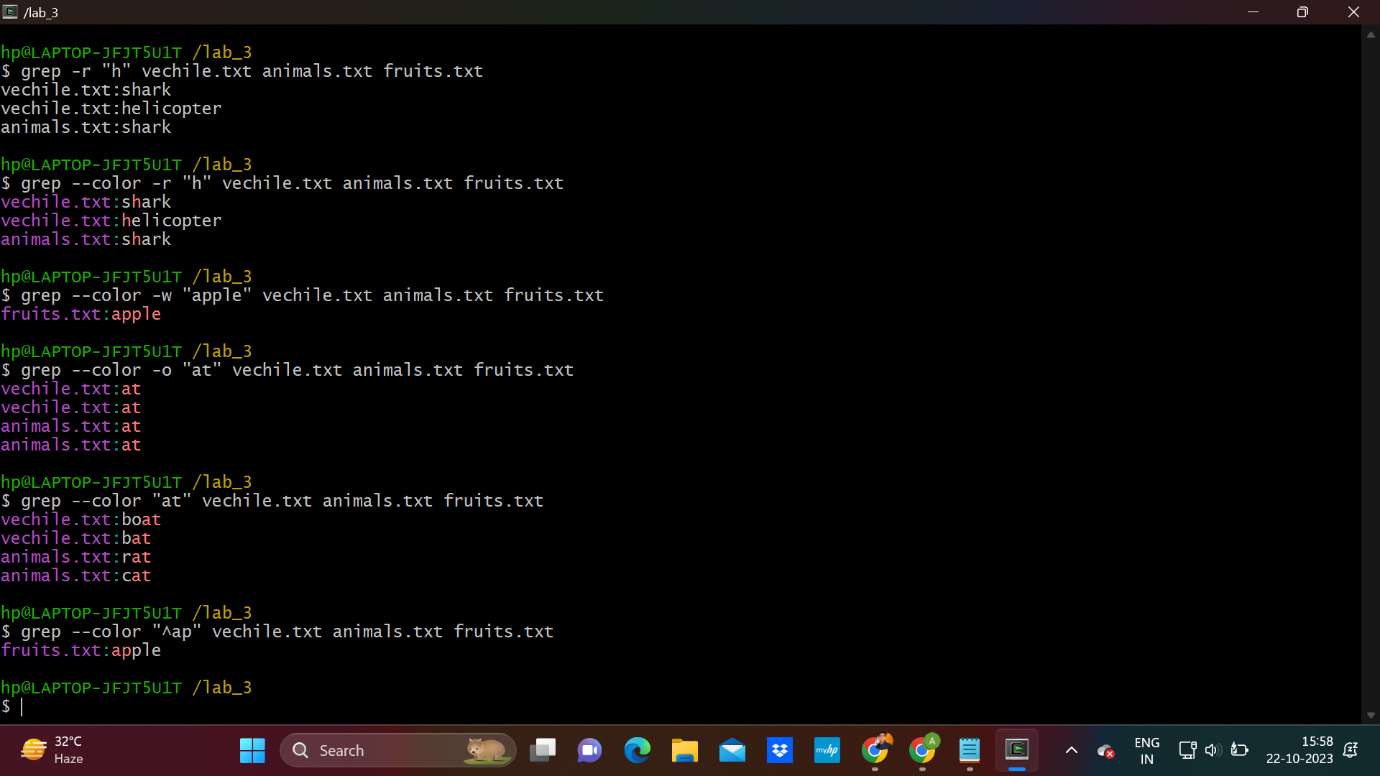 /lab_3
hp@LAPTOP-JFJT5U1T /lab_3
$ grep -r "h" vechile.txt animals.txt fruits.txt
vechile.txt:shark
vechile.txt:helicopter
animals.txt:shark
hp@LAPTOP-JFJT5U1T /lab_3
$ grep --color -r "h" vechile.txt animals.txt fruits.txt
vechile.txt:shark
vechile.txt:helicopter
animals.txt:shark
hp@LAPTOP-JFJT5U1T /lab_3
$ grep --color -w "apple" vechile.txt animals.txt fruits.txt
fruits.txt:apple
hp@LAPTOP-JFJT5U1T /lab_3
$ grep --color -o "at" vechile.txt animals.txt fruits.txt
vechile.txt:at
vechile.txt:at
animals.txt:at
animals.txt:at
hp@LAPTOP-JFJT5U1T /lab_3
$ grep --color "at" vechile.txt animals.txt fruits.txt
vechile.txt:boat
vechile.txt:bat
animals.txt:rat
animals.txt:cat
hp@LAPTOP-JFJT5U1T /lab_3
$ grep --color "^ap" vechile.txt animals.txt fruits.txt
fruits.txt:apple
hp@LAPTOP-JFJT5U1T /lab_3
$
32°C
Haze
Search
myhp
A
ENG
IN
15:58
22-10-2023